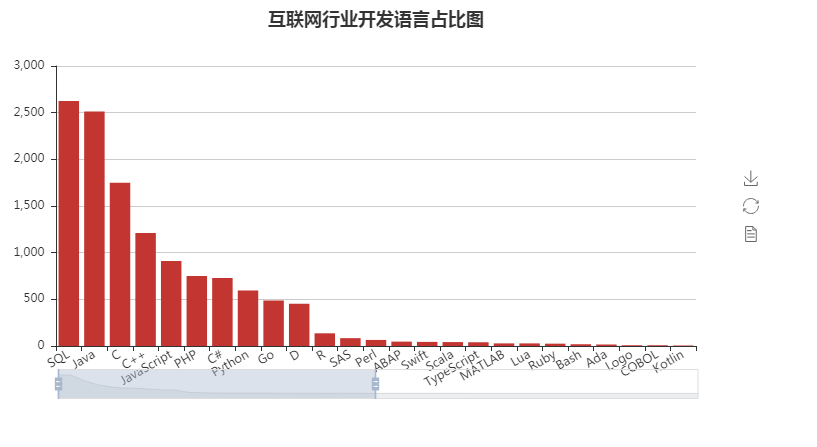 互联网行业开发语言占比图
3,000
2,500
2,000
1,500
1,000
500
0
SQL
Java
C
C++
JavaScript
PHP
C#
Python
Go
D
R
SAS
Perl
ABAP
Swift
Scala
TypeScript
MATLAB
Lua
Ruby
Bash
Ada
Logo
COBOL
Kotlin